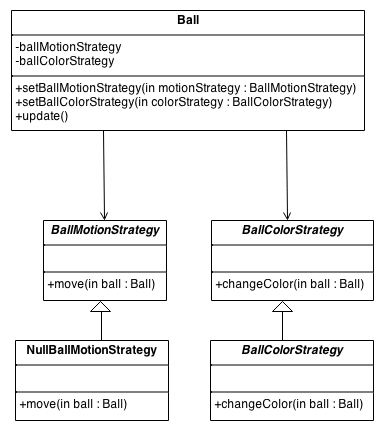 Ball
-ballMotionStrategy
-ballColorStrategy
+setBallMotionStrategy(in motionStrategy : BallMotionStrategy)
+setBallColorStrategy(in colorStrategy : BallColorStrategy)
+update()
BallMotionStrategy
+move(in ball : Ball)
BallColorStrategy
+changeColor(in ball : Ball)
NullBallMotionStrategy
+move(in ball : Ball)
BallColorStrategy
+changeColor(in ball : Ball)